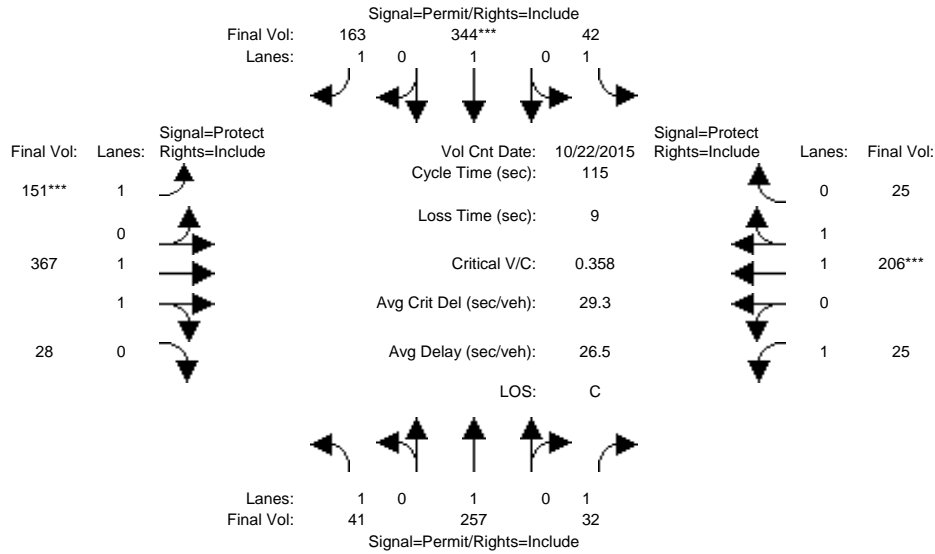 Signal=Permit/Rights=Include
Final Vol: 163 344*** 42
Lanes: 1 0 1 0 1
Signal=Protect Signal=Protect
Final Vol: Lanes: Rights=Include Vol Cnt Date: 10/22/2015 Rights=Include Lanes: Final Vol:
Cycle Time (sec): 115
151*** 1 0 25
Loss Time (sec): 9
0 1
367 1 Critical V/C: 0.358 1 206***
1 Avg Crit Del (sec/veh): 29.3 0
28 0 Avg Delay (sec/veh): 26.5 1 25
LOS: C
Lanes: 1 0 1 0 1
Final Vol: 41 257 32
Signal=Permit/Rights=Include